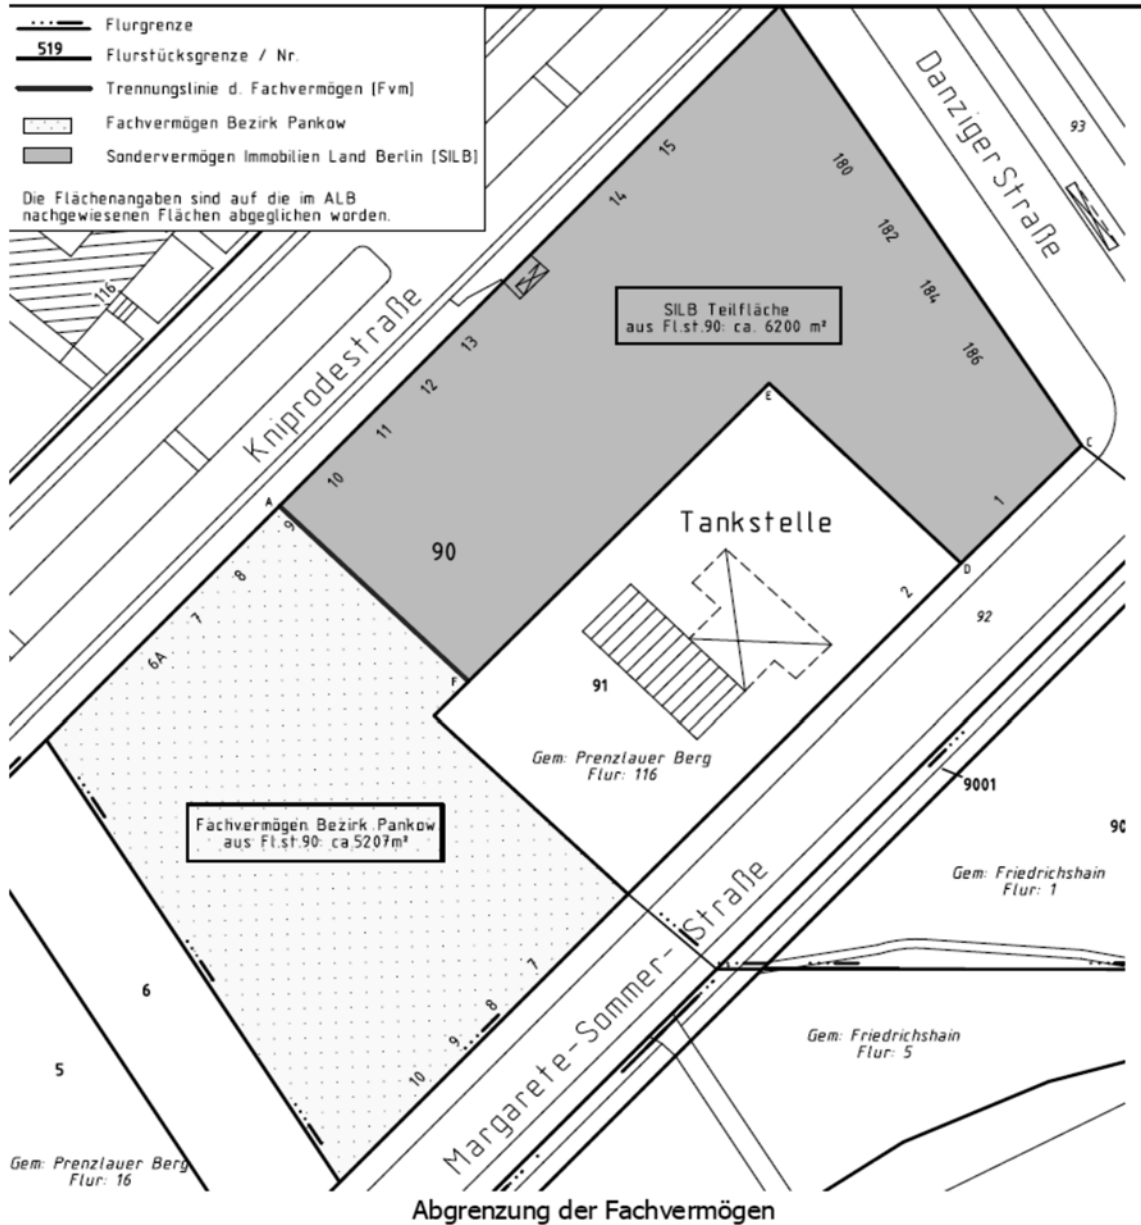 Flurgrenze
519
Flurstücksgrenze / Nr.
Trennungslinie d. Fachvermögen [Fvm]
Fachvermögen Bezirk Pankow
Sondervermögen Immobilien Land Berlin [SILB]
Die Flächenangaben sind auf die im ALB
nachgewiesenen Flächen abgeglichen worden.
Danziger Straße
93
15
14
180
182
184
186
116
Kniprodestraße
13
12
11
10
SILB Teilfläche
aus Fl.st.90: ca. 6200 m²
E
C
1
A
9
8
7
6A
90
Tankstelle
D
2
92
F
91
Gem: Prenzlauer Berg
Flur: 116
9001
90
Fachvermögen Bezirk Pankow
aus Fl.st.90: ca.5207m²
Gem: Friedrichshain
Flur: 1
Margarete-Sommer-Straße
7
8
9
10
6
5
Gem: Friedrichshain
Flur: 5
Gem: Prenzlauer Berg
Flur: 16
Abgrenzung der Fachvermögen